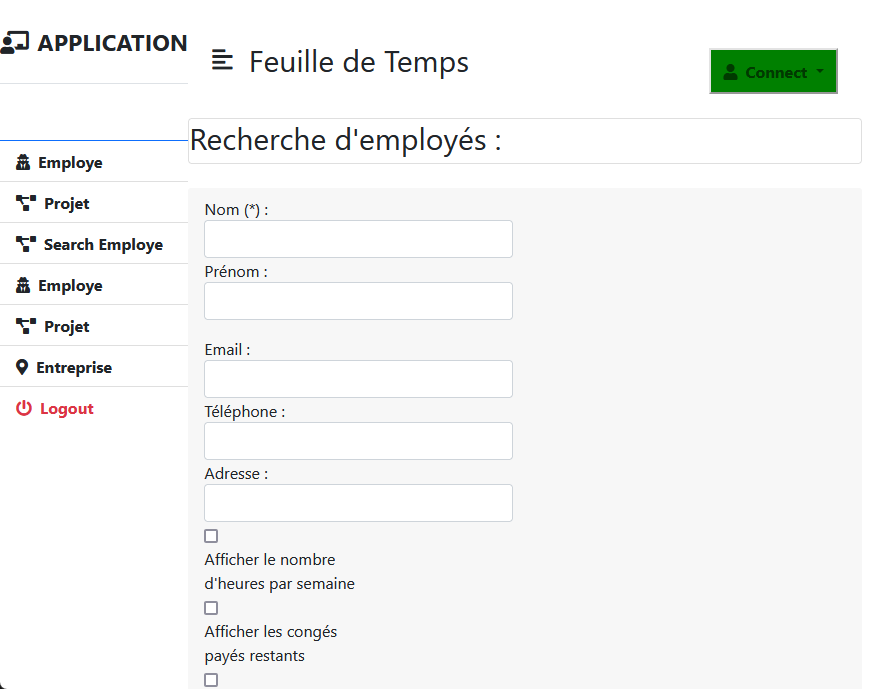 APPLICATION
Feuille de Temps
Connect
Recherche d'employés :
Employe
Projet
Search Employe
Employe
Projet
Entreprise
Logout
Nom (*) :
Prénom :
Email :
Téléphone :
Adresse :
Afficher le nombre
d'heures par semaine
Afficher les congés
payés restants